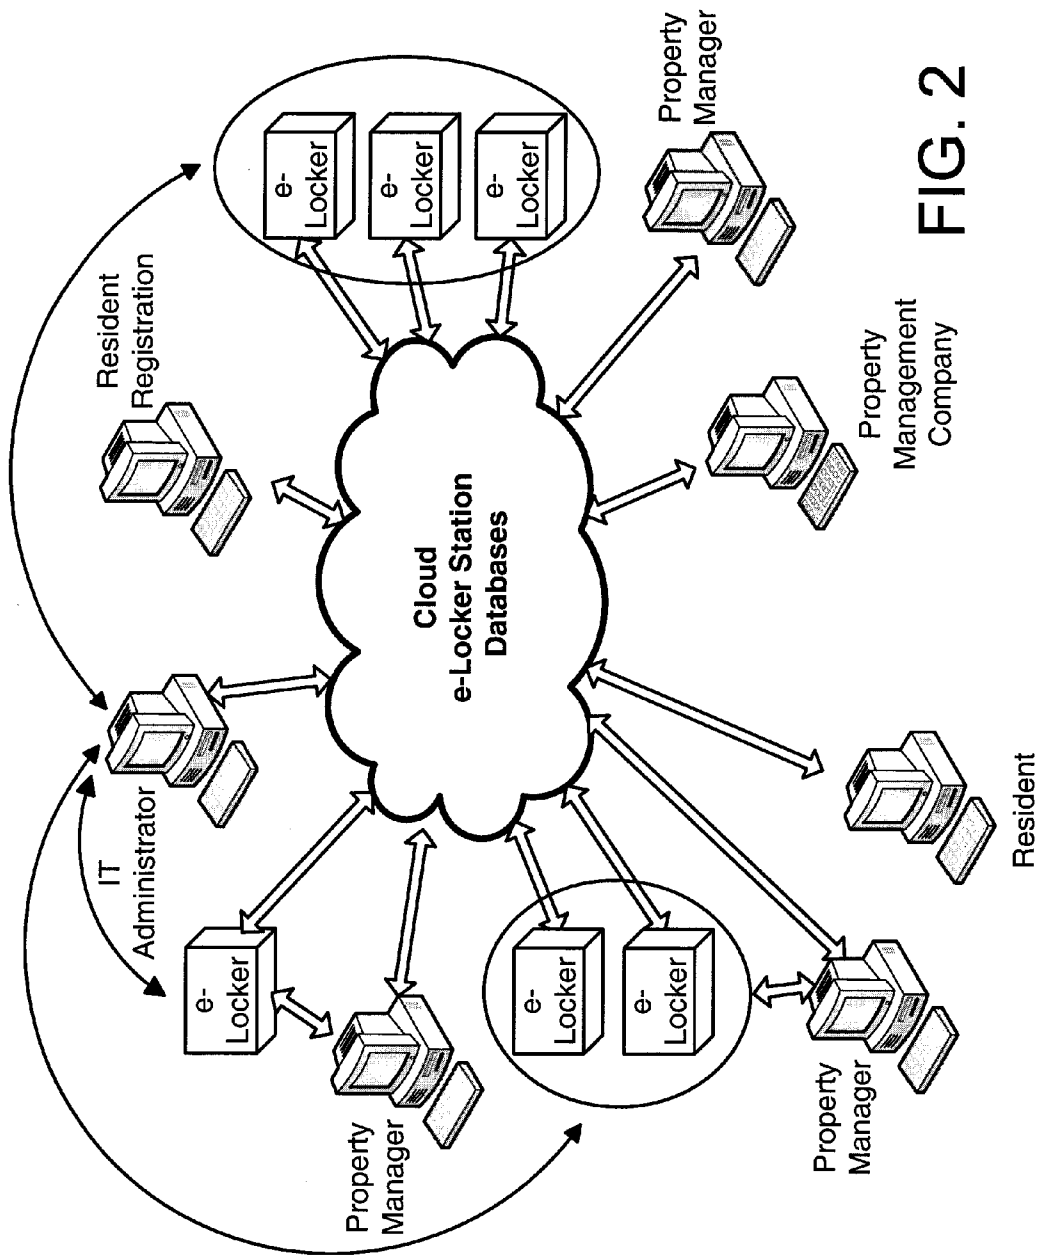 IT
Administrator
Resident
Registration
e-
Locker
e-
Locker
e-
Locker
e-
Locker
Property
Manager
Cloud
e-Locker Station
Databases
e-
Locker
e-
Locker
Property
Manager
Resident
Property
Management
Company
Property
Manager
FIG. 2